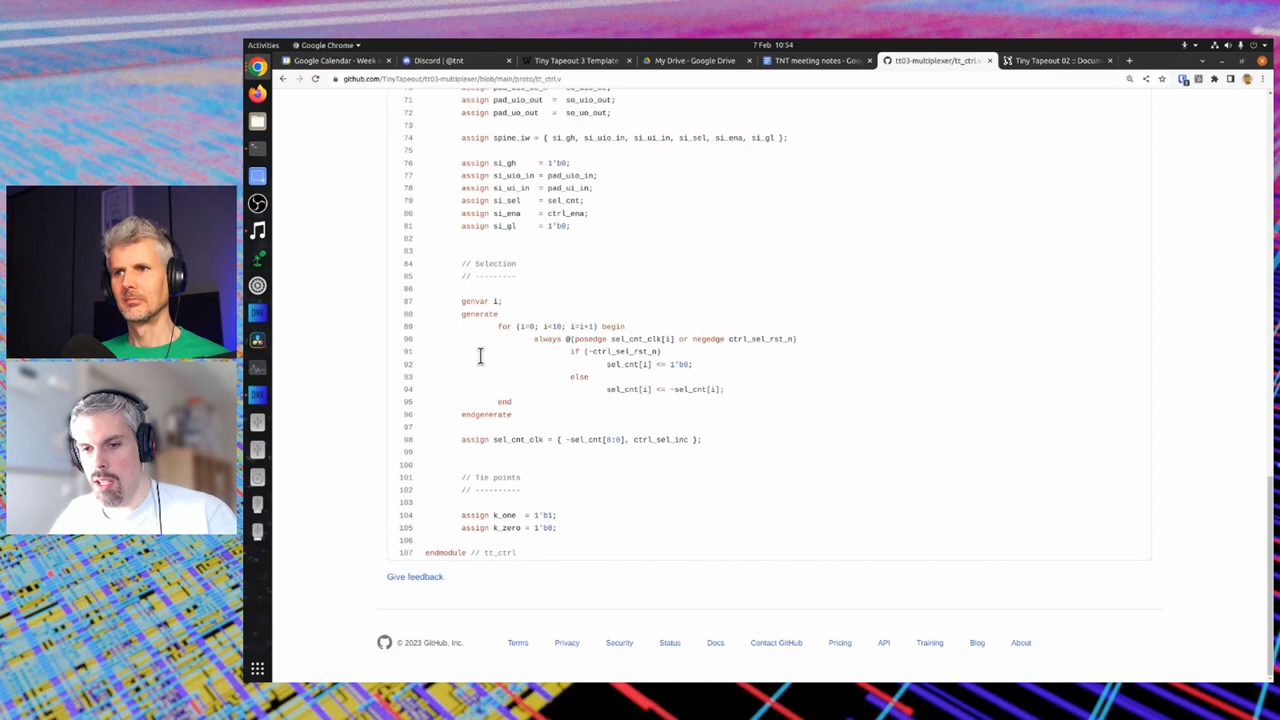 Activities
Google Chrome
7 Feb 10:54
Google Calendar - Week o
Discord | @tnt
Tiny Tapeout 3 Template
My Drive - Google Drive
TNT meeting notes - Goo
tt03-multiplexer/tt_ctrl.v
Tiny Tapeout 02 :: Docum
github.com/TinyTapeout/tt03-multiplexer/blob/main/proto/tt_ctrl.v
71 assign pad_uio_out = so_uio_out;
72 assign pad_uo_out = so_uo_out;
73
74 assign spine_iw = { si_gh, si_uio_in, si_ui_in, si_sel, si_ena, si_gl };
75
76 assign si_gh = 1'b0;
77 assign si_uio_in = pad_uio_in;
78 assign si_ui_in = pad_ui_in;
79 assign si_sel = sel_cnt;
80 assign si_ena = ctrl_ena;
81 assign si_gl = 1'b0;
82
83
84 // Selection
85 // ---------
86
87 genvar i;
88 generate
89 for (i=0; i<10; i=i+1) begin
90 always @(posedge sel_cnt_clk[i] or negedge ctrl_sel_rst_n)
91 if (~ctrl_sel_rst_n)
92 sel_cnt[i] <= 1'b0;
93 else
94 sel_cnt[i] <= ~sel_cnt[i];
95 end
96 endgenerate
97
98 assign sel_cnt_clk = { ~sel_cnt[8:0], ctrl_sel_inc };
99
100
101 // Tie points
102 // ----------
103
104 assign k_one = 1'b1;
105 assign k_zero = 1'b0;
106
107 endmodule // tt_ctrl
Give feedback
© 2023 GitHub, Inc.
Terms
Privacy
Security
Status
Docs
Contact GitHub
Pricing
API
Training
Blog
About